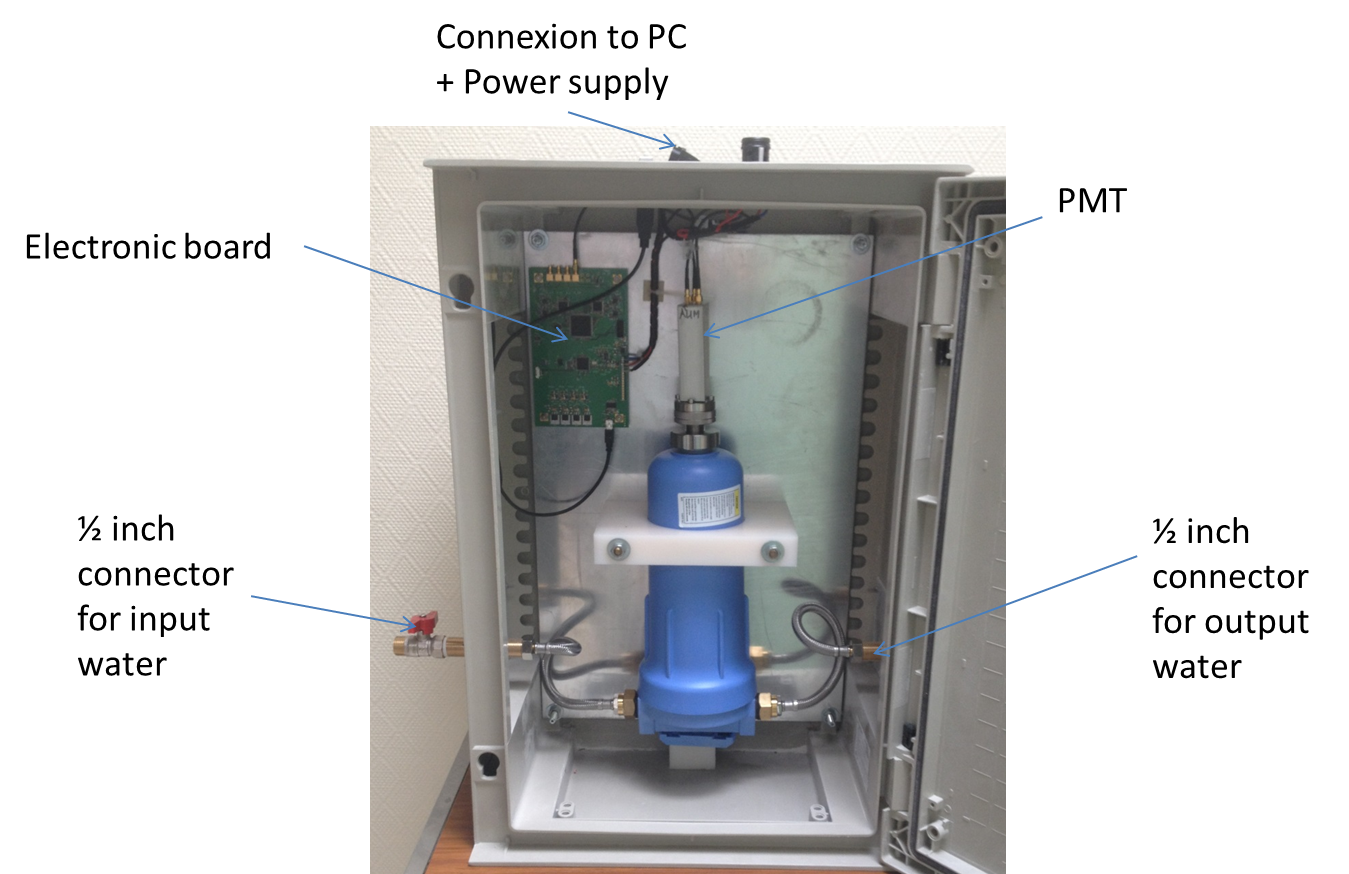 Connexion to PC
+ Power supply
PMT
Electronic board
½ inch
connector
for input
water
½ inch
connector
for output
water